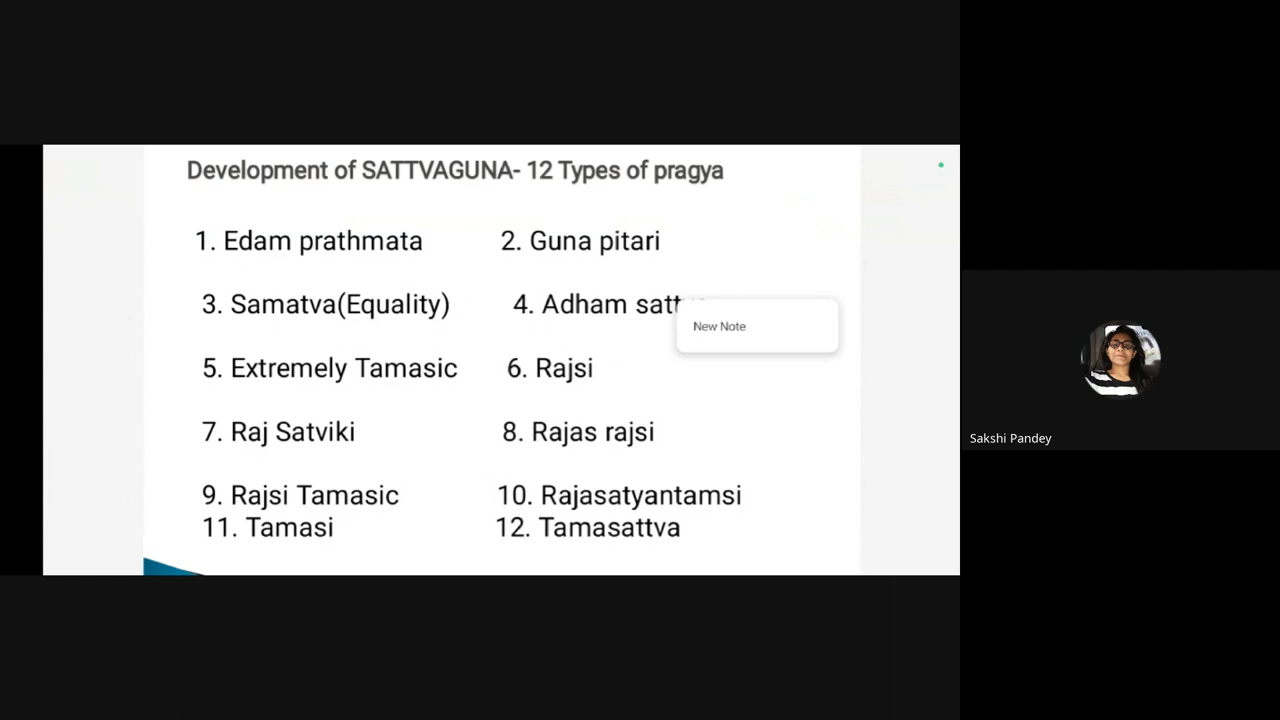 Development of SATTVAGUNA- 12 Types of pragya
1. Edam prathmata 2. Guna pitari
3. Samatva(Equality) 4. Adham
New Note
5. Extremely Tamasic 6. Rajsi
7. Raj Satviki 8. Rajas rajsi
9. Rajsi Tamasic 10. Rajasatyantamsi
11. Tamasi 12. Tamasattva
Sakshi Pandey